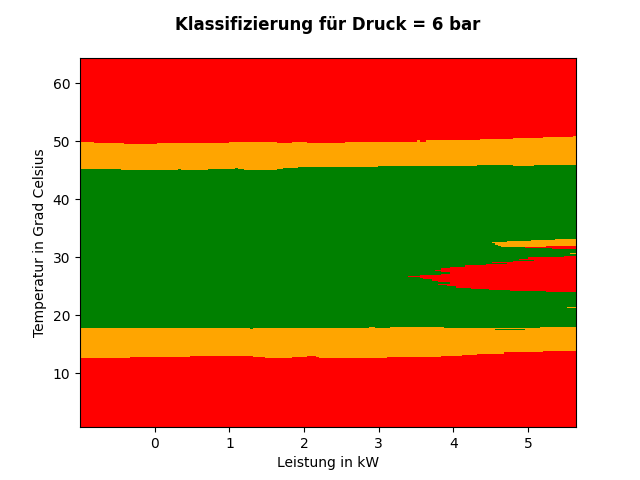 Klassifizierung für Druck = 6 bar
60
50
40
30
20
10
Temperatur in Grad Celsius
0 1 2 3 4 5
Leistung in kW